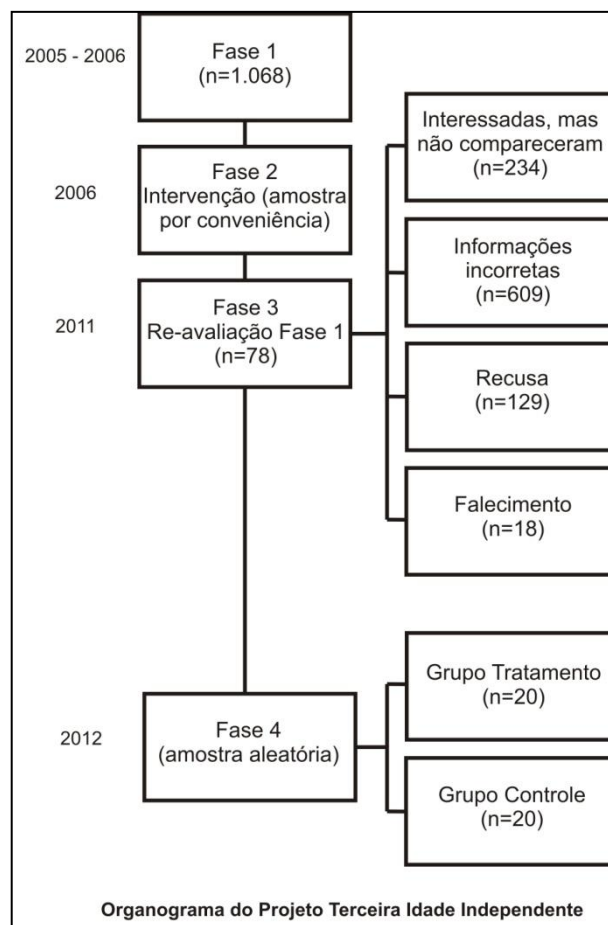 2005 - 2006
Fase 1
(n=1.068)
2006
Fase 2
Intervenção (amostra
por conveniência)
2011
Fase 3
Re-avaliação Fase 1
(n=78)
Interessadas, mas
não compareceram
(n=234)
Informações
incorretas
(n=609)
Recusa
(n=129)
Falecimento
(n=18)
2012
Fase 4
(amostra aleatória)
Grupo Tratamento
(n=20)
Grupo Controle
(n=20)
Organograma do Projeto Terceira Idade Independente